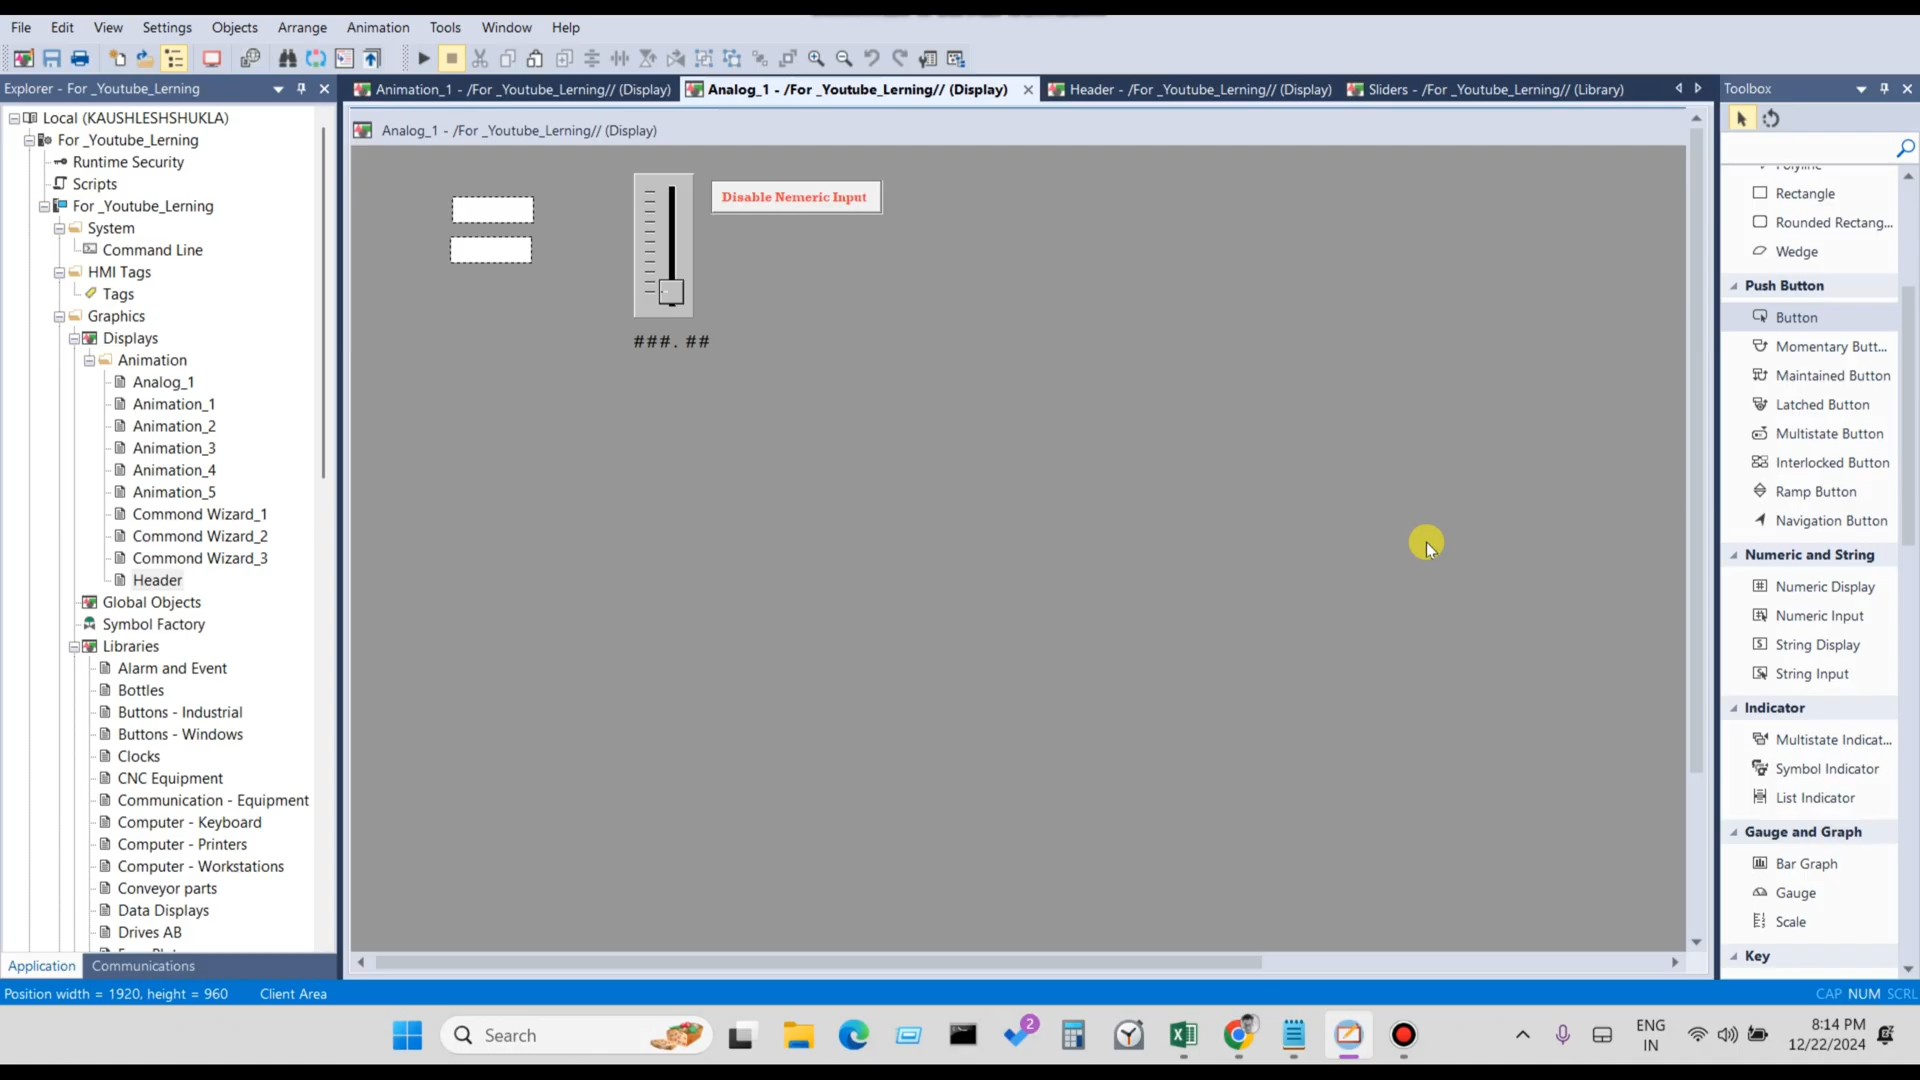 File Edit View Settings Objects Arrange Animation Tools Window Help
Explorer - For _Youtube_Lerning
Animation_1 - /For _Youtube_Lerning// (Display)
Analog_1 - /For _Youtube_Lerning// (Display)
Header - /For _Youtube_Lerning// (Display)
Sliders - /For _Youtube_Lerning// (Library)
Toolbox
Local (KAUSHLESHSHUKLA)
For _Youtube_Lerning
Runtime Security
Scripts
For _Youtube_Lerning
System
Command Line
HMI Tags
Tags
Graphics
Displays
Animation
Analog_1
Animation_1
Animation_2
Animation_3
Animation_4
Animation_5
Commond Wizard_1
Commond Wizard_2
Commond Wizard_3
Header
Global Objects
Symbol Factory
Libraries
Alarm and Event
Bottles
Buttons - Industrial
Buttons - Windows
Clocks
CNC Equipment
Communication - Equipment
Computer - Keyboard
Computer - Printers
Computer - Workstations
Conveyor parts
Data Displays
Drives AB
Application Communications
Analog_1 - /For _Youtube_Lerning// (Display)
Disable Nemeric Input
###.##
Polyline
Rectangle
Rounded Rectang...
Wedge
Push Button
Button
Momentary Butt...
Maintained Button
Latched Button
Multistate Button
Interlocked Button
Ramp Button
Navigation Button
Numeric and String
Numeric Display
Numeric Input
String Display
String Input
Indicator
Multistate Indicat...
Symbol Indicator
List Indicator
Gauge and Graph
Bar Graph
Gauge
Scale
Key
Position width = 1920, height = 960 Client Area
CAP NUM SCRL
Search
2
ENG
IN
8:14 PM
12/22/2024